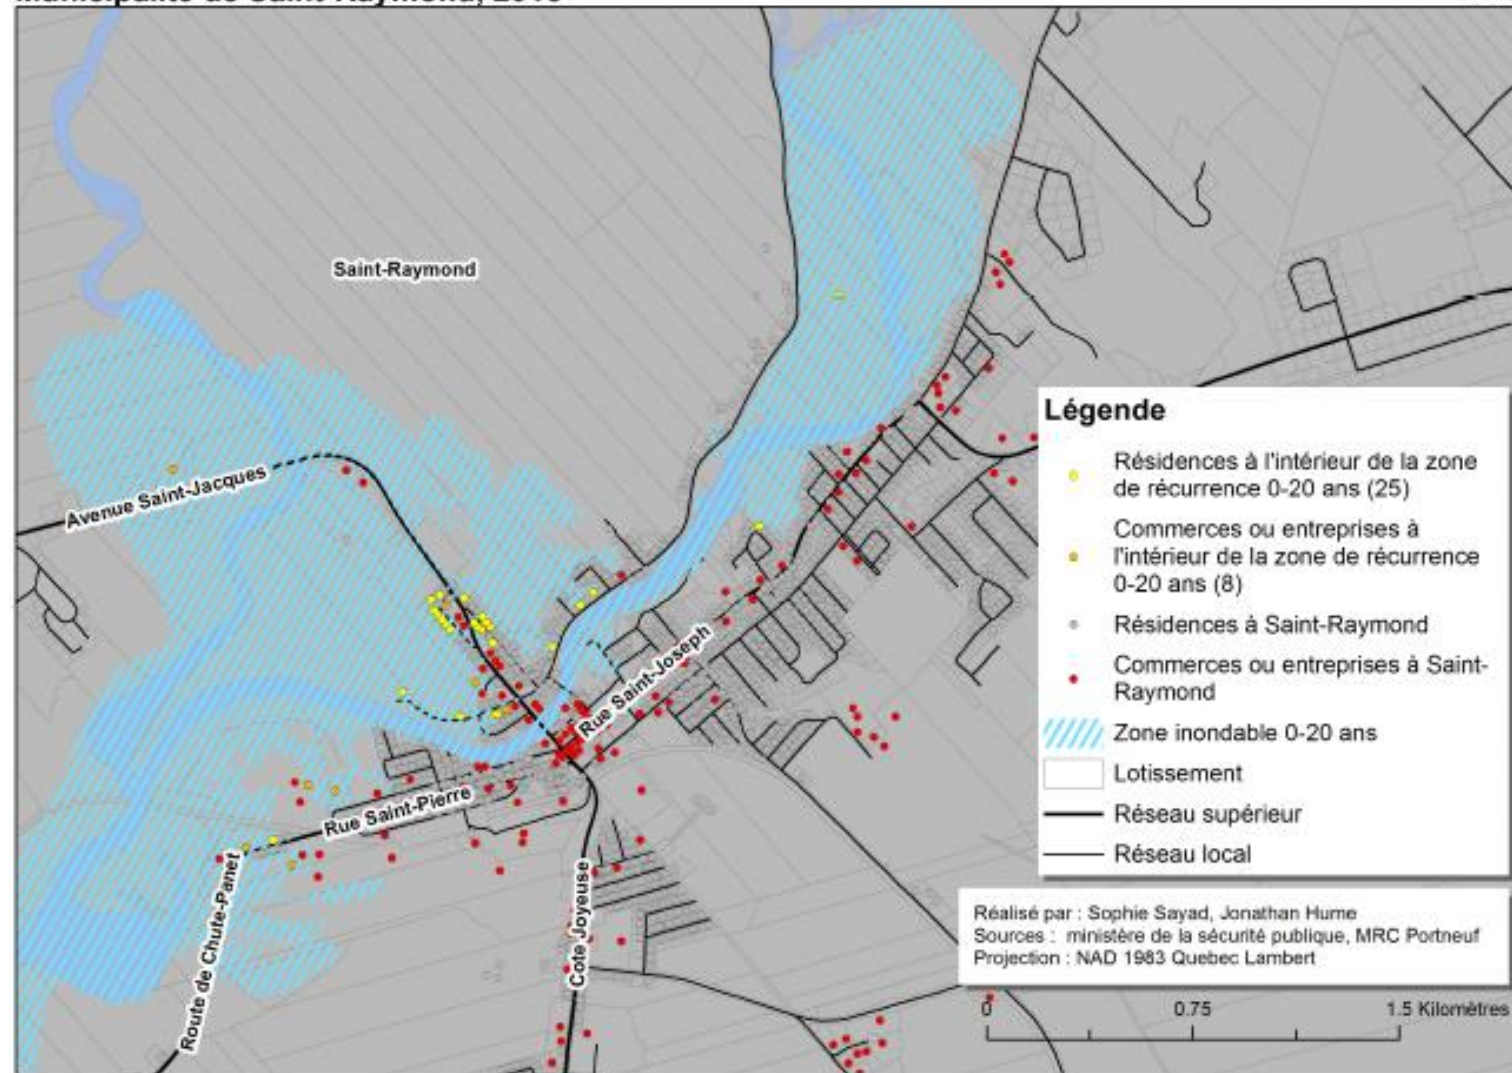 Saint-Raymond
Avenue Saint-Jacques
Rue Saint-Joseph
Rue Saint-Pierre
Route de Chute-Panet
Cote Joyeuse
Légende
Résidences à l'intérieur de la zone
de récurrence 0-20 ans (25)
Commerces ou entreprises à
l'intérieur de la zone de récurrence
0-20 ans (8)
Résidences à Saint-Raymond
Commerces ou entreprises à Saint-
Raymond
Zone inondable 0-20 ans
Lotissement
Réseau supérieur
Réseau local
Réalisé par : Sophie Sayad, Jonathan Hume
Sources : ministère de la sécurité publique, MRC Portneuf
Projection : NAD 1983 Quebec Lambert
0 0.75 1.5 Kilomètres